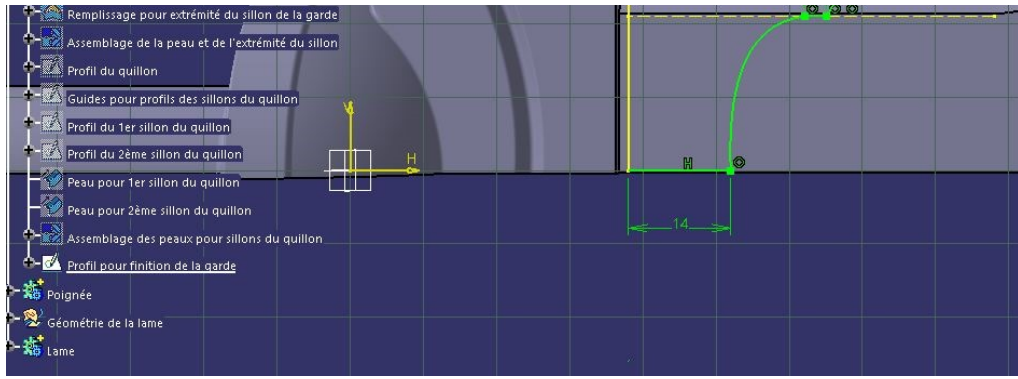 Remplissage pour extrémité du sillon de la garde
Assemblage de la peau et de l'extrémité du sillon
Profil du quillon
Guides pour profils des sillons du quillon
Profil du 1er sillon du quillon
Profil du 2ème sillon du quillon
Peau pour 1er sillon du quillon
Peau pour 2ème sillon du quillon
Assemblage des peaux pour sillons du quillon
Profil pour finition de la garde
Poignée
Géométrie de la lame
Lame
V
H
H
14